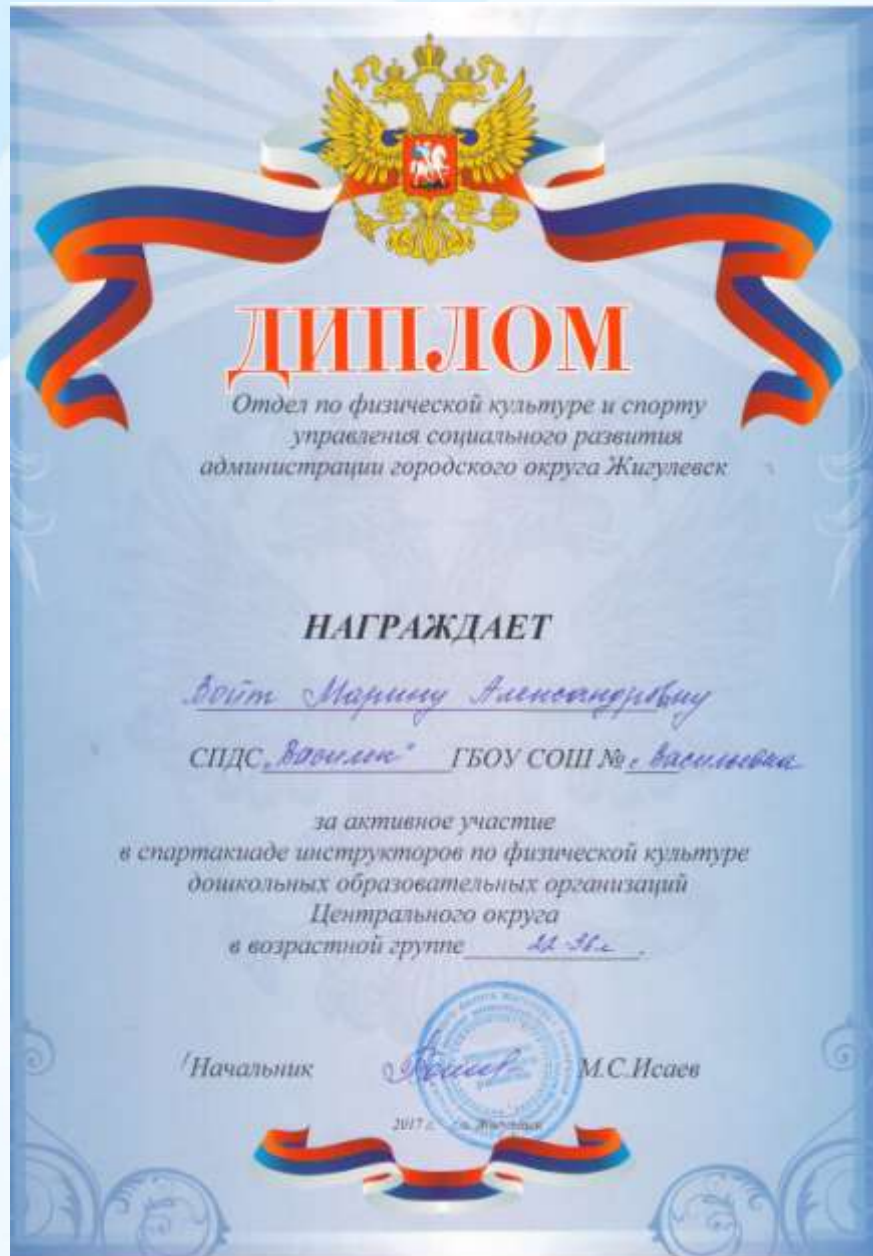 ДИПЛОМ
Отдел по физической культуре и спорту
управления социального развития
администрации городского округа Жигулевск
НАГРАЖДАЕТ
Войт Марину Александровну
СПДС „Василек“ ГБОУ СОШ № с. Васильевка
за активное участие
в спартакиаде инструкторов по физической культуре
дошкольных образовательных организаций
Центрального округа
в возрастной группе 22-36л.
Начальник М.С.Исаев
2017 г.